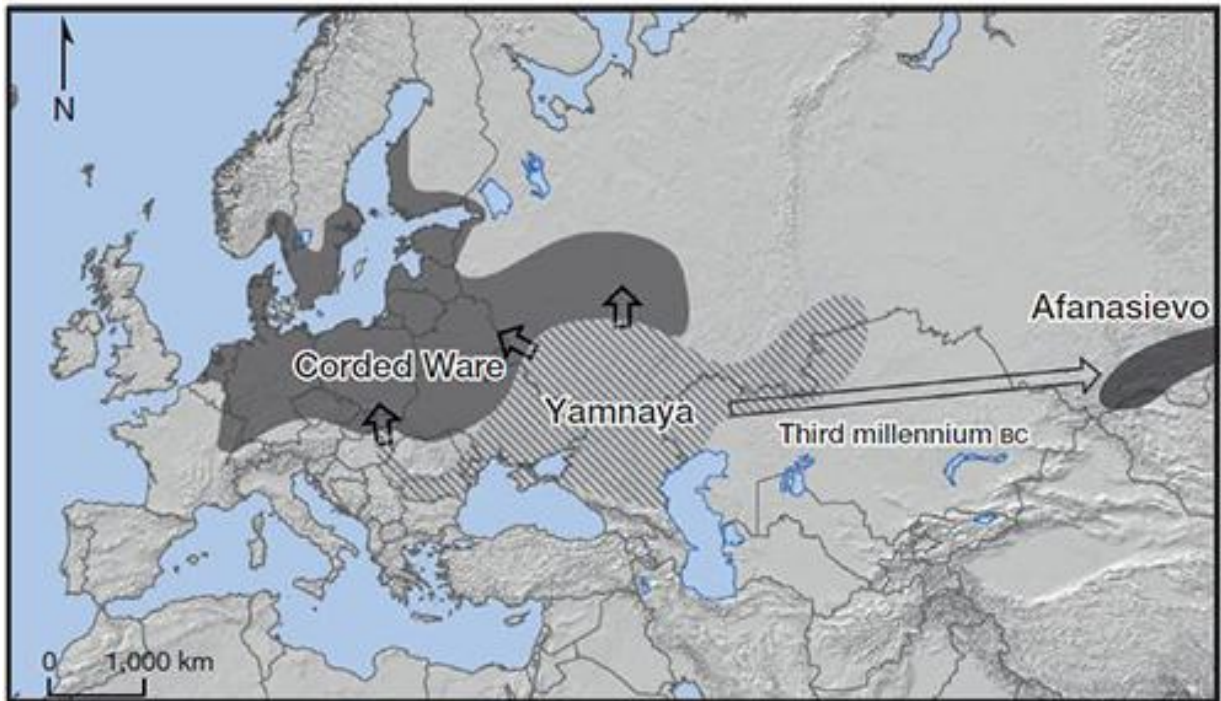 N
Afanasievo
Corded Ware
Yamnaya
Third millennium BC
0 1,000 km